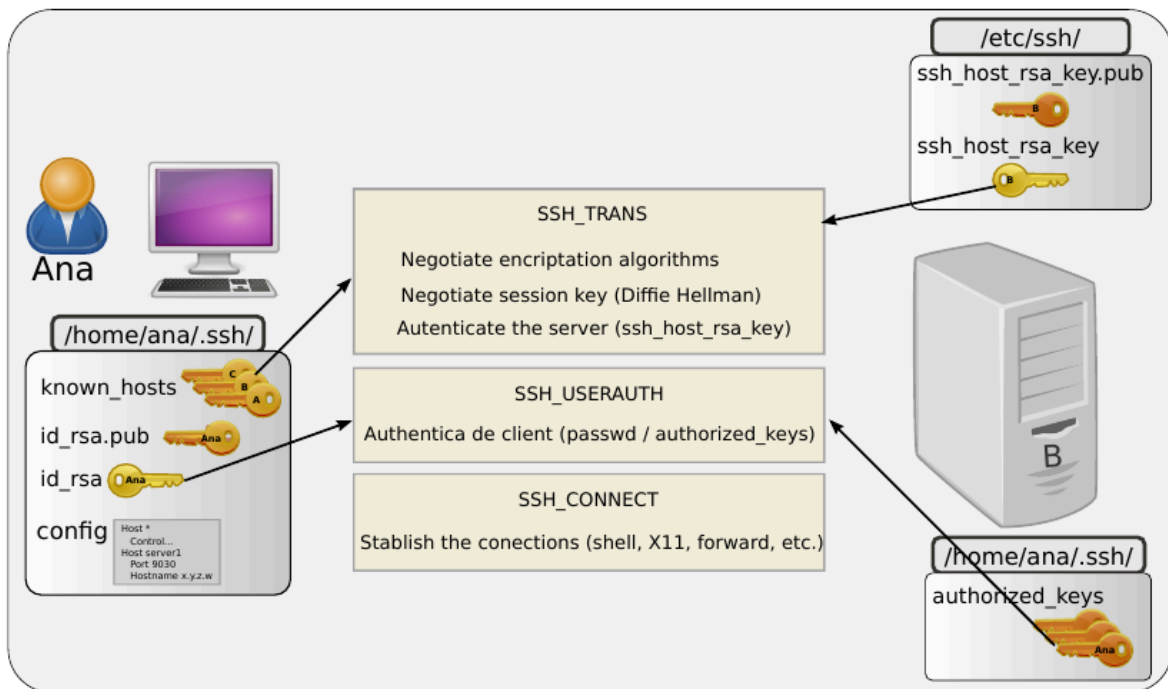 /etc/ssh/
ssh_host_rsa_key.pub
B
ssh_host_rsa_key
B
Ana
/home/ana/.ssh/
known_hosts
C
B
A
id_rsa.pub
Ana
id_rsa
Ana
config
Host *
Control...
Host server1
Port 9030
Hostname x.y.z.w
SSH_TRANS
Negotiate encriptation algorithms
Negotiate session key (Diffie Hellman)
Autenticate the server (ssh_host_rsa_key)
SSH_USERAUTH
Authentica de client (passwd / authorized_keys)
SSH_CONNECT
Stablish the conections (shell, X11, forward, etc.)
B
/home/ana/.ssh/
authorized_keys
Ana